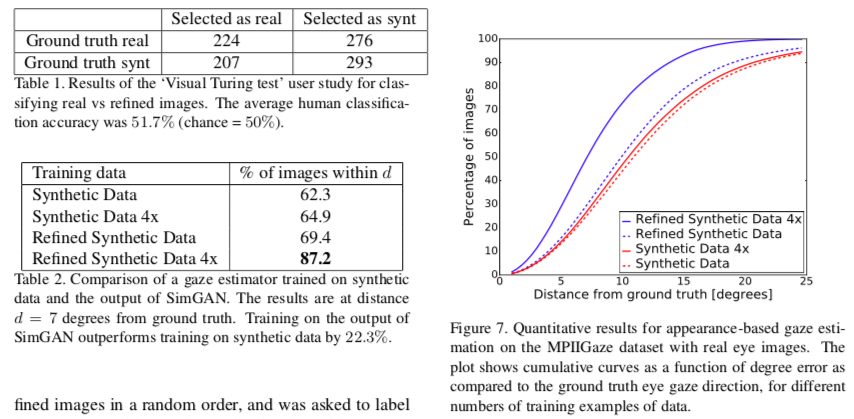 Selected as real Selected as synt
Ground truth real 224 276
Ground truth synt 207 293
Table 1. Results of the ‘Visual Turing test’ user study for clas-
sifying real vs refined images. The average human classifica-
tion accuracy was 51.7% (chance = 50%).
Training data % of images within d
Synthetic Data 62.3
Synthetic Data 4x 64.9
Refined Synthetic Data 69.4
Refined Synthetic Data 4x 87.2
Table 2. Comparison of a gaze estimator trained on synthetic
data and the output of SimGAN. The results are at distance
d = 7 degrees from ground truth. Training on the output of
SimGAN outperforms training on synthetic data by 22.3%.
fined images in a random order, and was asked to label
Percentage of images
100
90
80
70
60
50
40
30
20
10
0
0 5 10 15 20 25
Distance from ground truth [degrees]
Refined Synthetic Data 4x
Refined Synthetic Data
Synthetic Data 4x
Synthetic Data
Figure 7. Quantitative results for appearance-based gaze esti-
mation on the MPIIGaze dataset with real eye images. The
plot shows cumulative curves as a function of degree error as
compared to the ground truth eye gaze direction, for different
numbers of training examples of data.